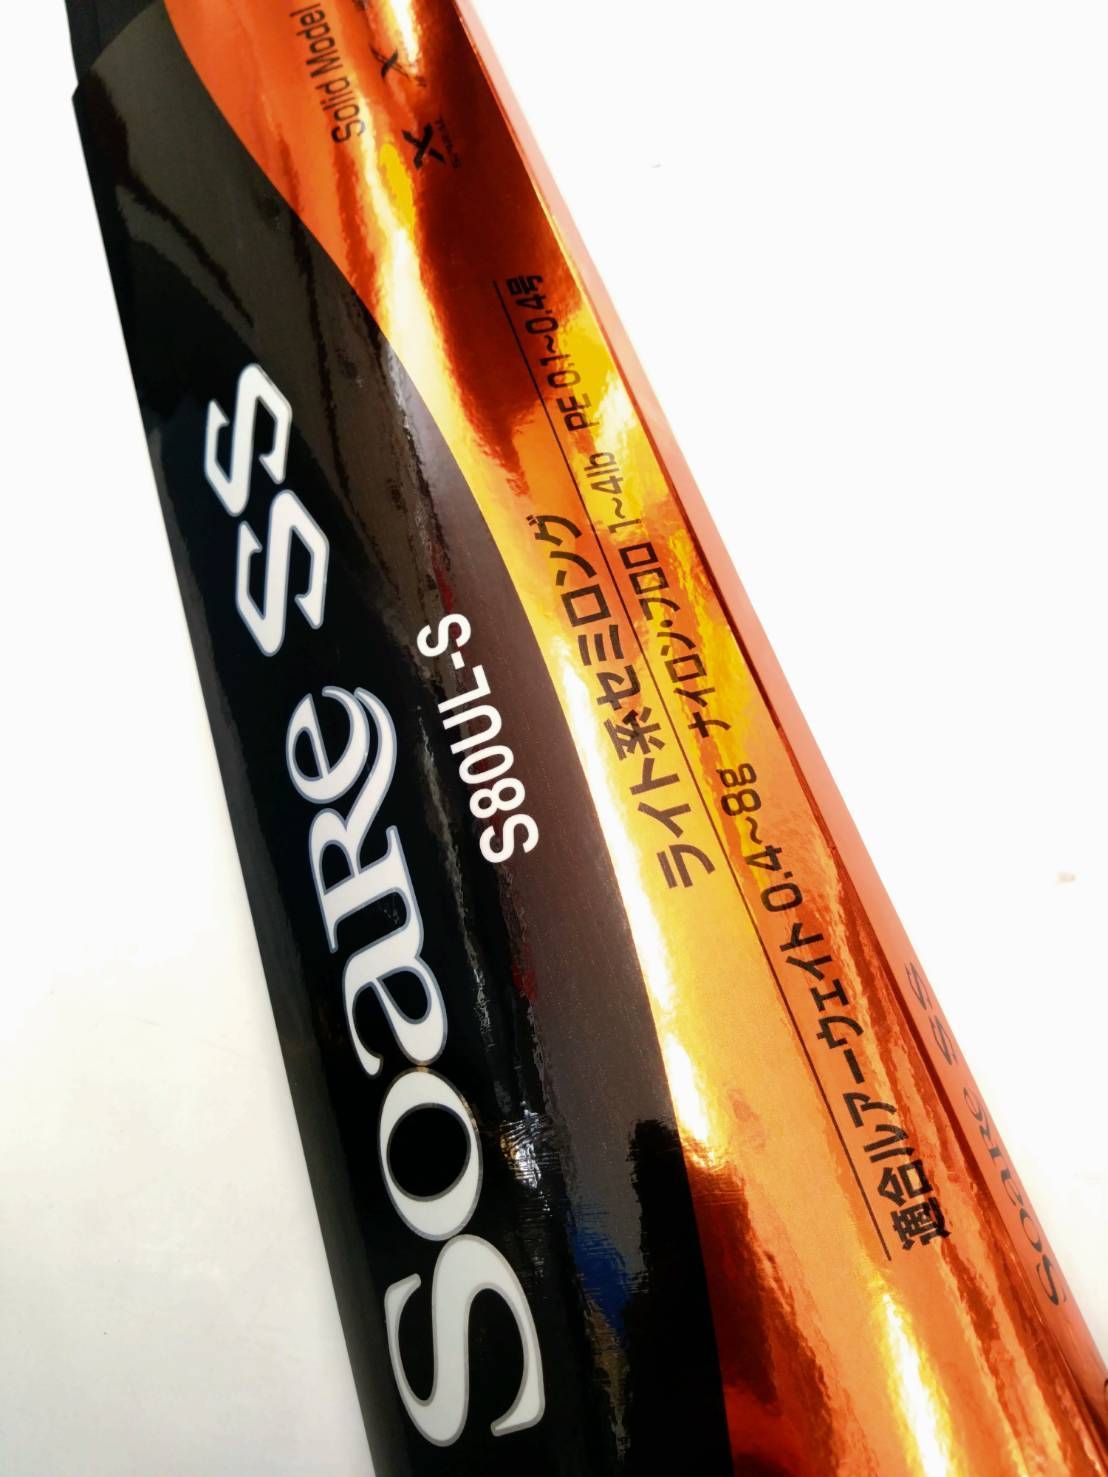 Soare SS
S80UL-S
Solid Model
X
X
ライト系セミロング
適合ルアーウエイト 0.4~8g ナイロン・フロロ 1~4lb PE 0.1~0.4号
Soare SS